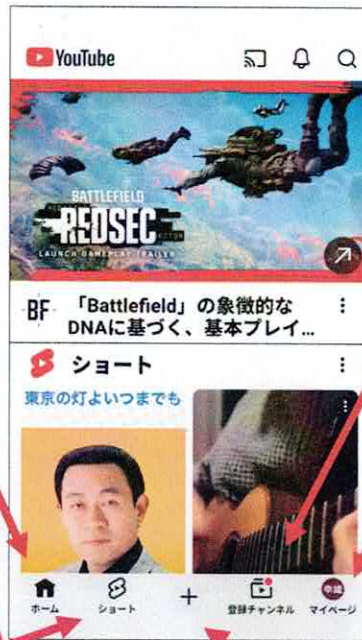 YouTube
BATTLEFIELD
REDSEC
LAUNCH GAMEPLAY TRAILER
BF 「Battlefield」の象徴的な
DNAに基づく、基本プレイ...
ショート
東京の灯よいつまでも
ホーム
ショート
+
登録チャンネル
マイページ